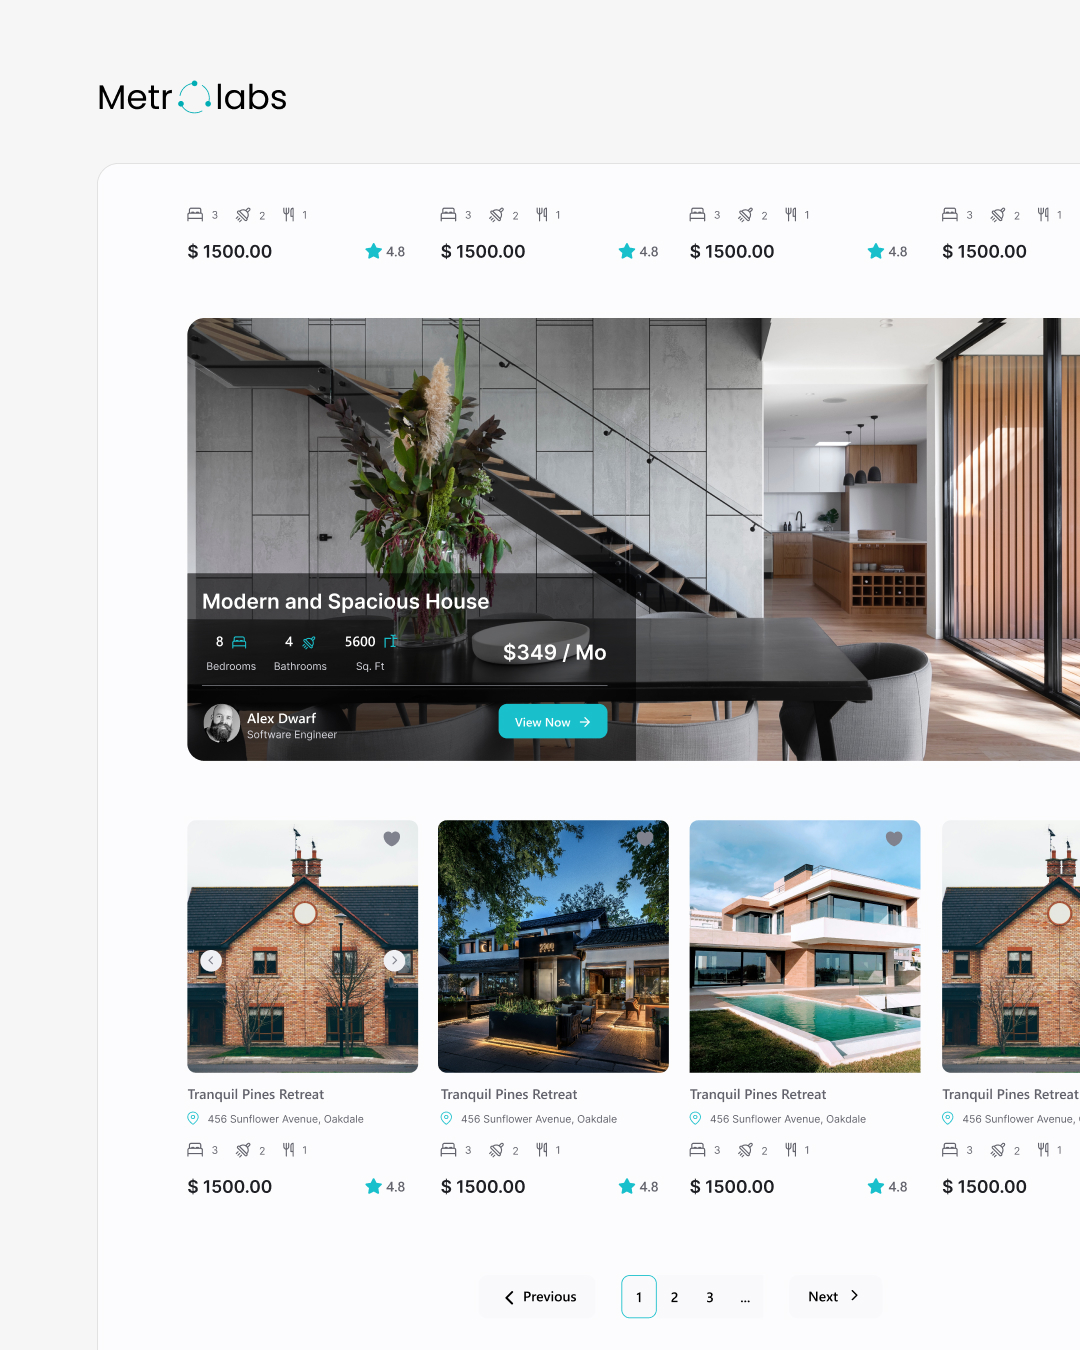 Metrolabs
3 2 1 3 2 1 3 2 1 3 2 1
$ 1500.00 4.8 $ 1500.00 4.8 $ 1500.00 4.8 $ 1500.00
Modern and Spacious House
8 4 5600
Bedrooms Bathrooms Sq. Ft
$349 / Mo
Alex Dwarf
Software Engineer
View Now
Tranquil Pines Retreat Tranquil Pines Retreat Tranquil Pines Retreat Tranquil Pines Retreat
456 Sunflower Avenue, Oakdale 456 Sunflower Avenue, Oakdale 456 Sunflower Avenue, Oakdale 456 Sunflower Avenue,
3 2 1 3 2 1 3 2 1 3 2 1
$ 1500.00 4.8 $ 1500.00 4.8 $ 1500.00 4.8 $ 1500.00
Previous 1 2 3 ... Next